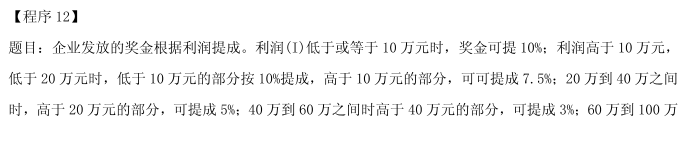 【程序 12】
题目：企业发放的奖金根据利润提成。利润(I)低于或等于 10 万元时，奖金可提 10%；利润高于 10 万元，
低于 20 万元时，低于 10 万元的部分按 10%提成，高于 10 万元的部分，可可提成 7.5%；20 万到 40 万之间
时，高于 20 万元的部分，可提成 5%；40 万到 60 万之间时高于 40 万元的部分，可提成 3%；60 万到 100 万